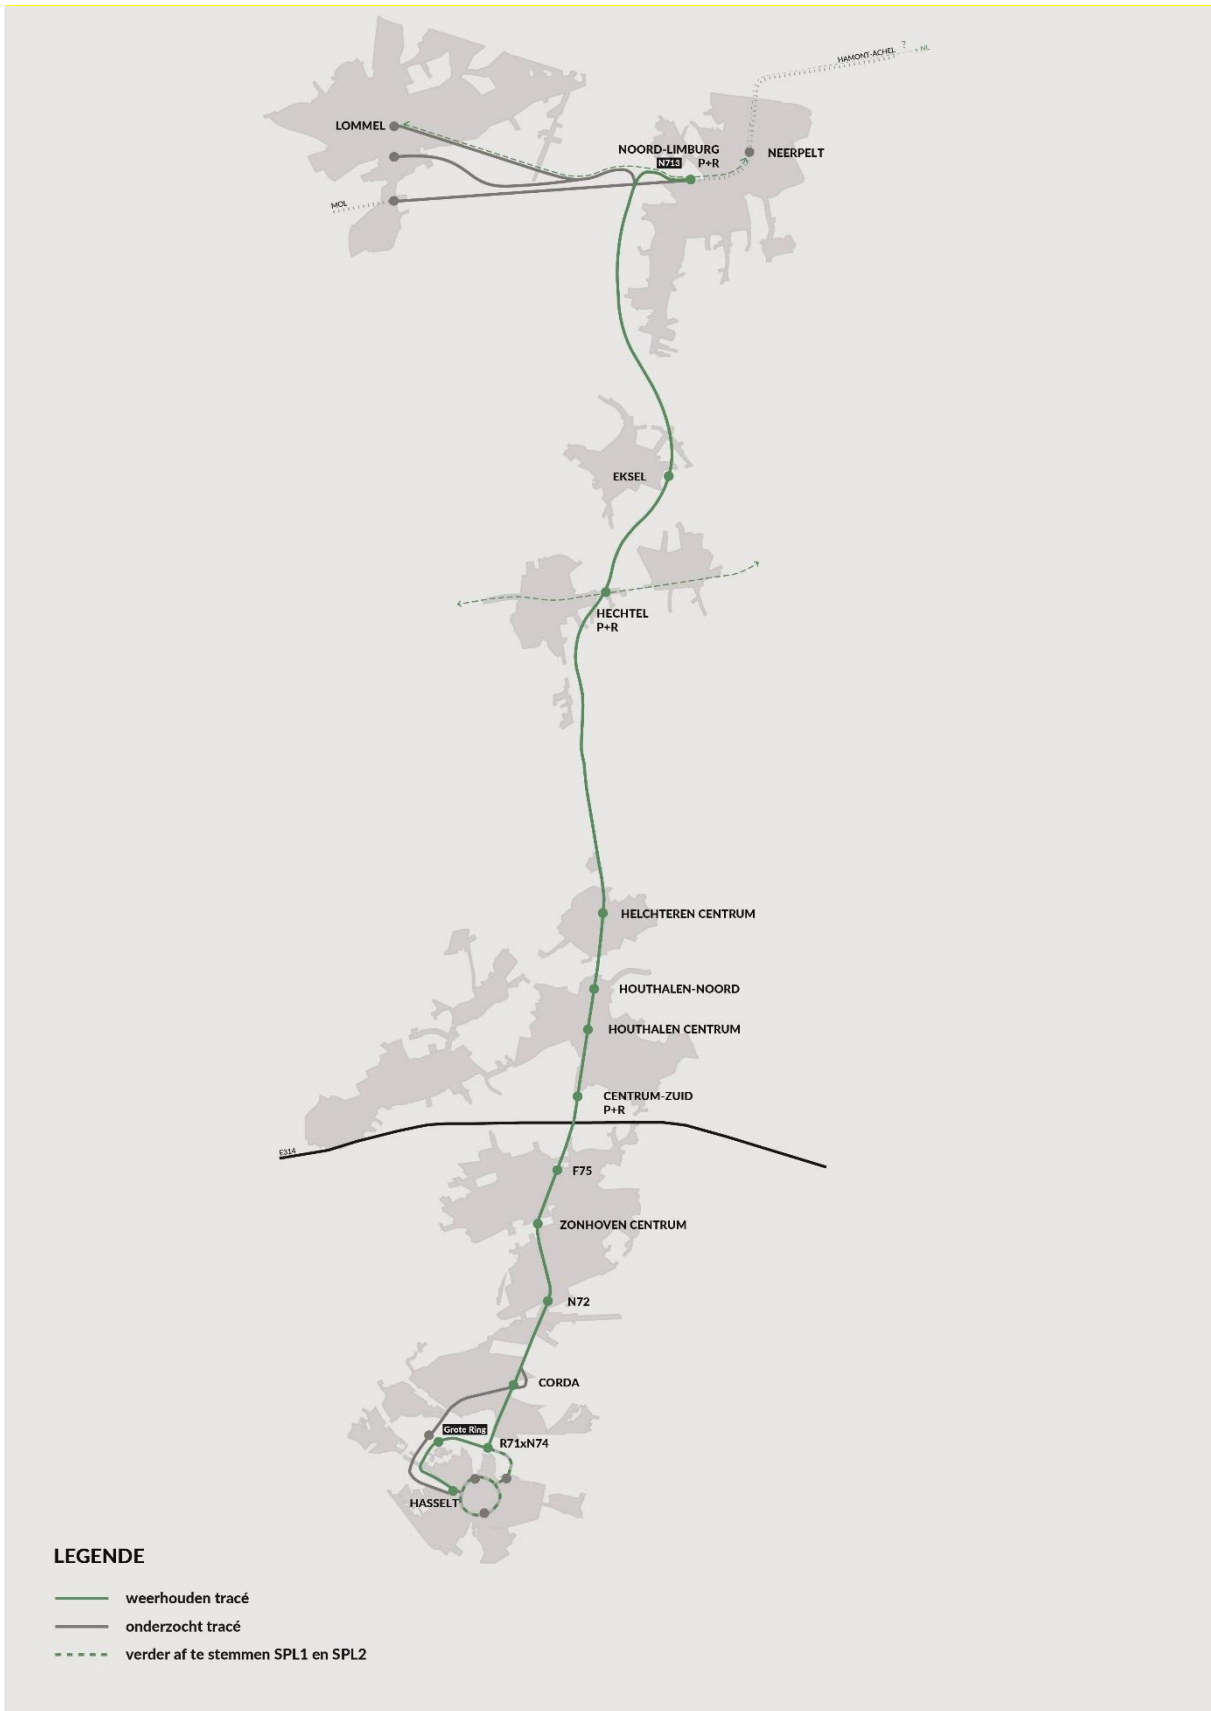 HAMONT-ACHEL ?
NL
LOMMEL
NOORD-LIMBURG
N713 P+R
NEERPELT
MOL
EKSEL
HECHTEL
P+R
HELCHTEREN CENTRUM
HOUTHALEN-NOORD
HOUTHALEN CENTRUM
CENTRUM-ZUID
P+R
E314
F75
ZONHOVEN CENTRUM
N72
CORDA
Grote Ring
R71xN74
HASSELT
LEGENDE
weerhouden tracé
onderzocht tracé
verder af te stemmen SPL1 en SPL2